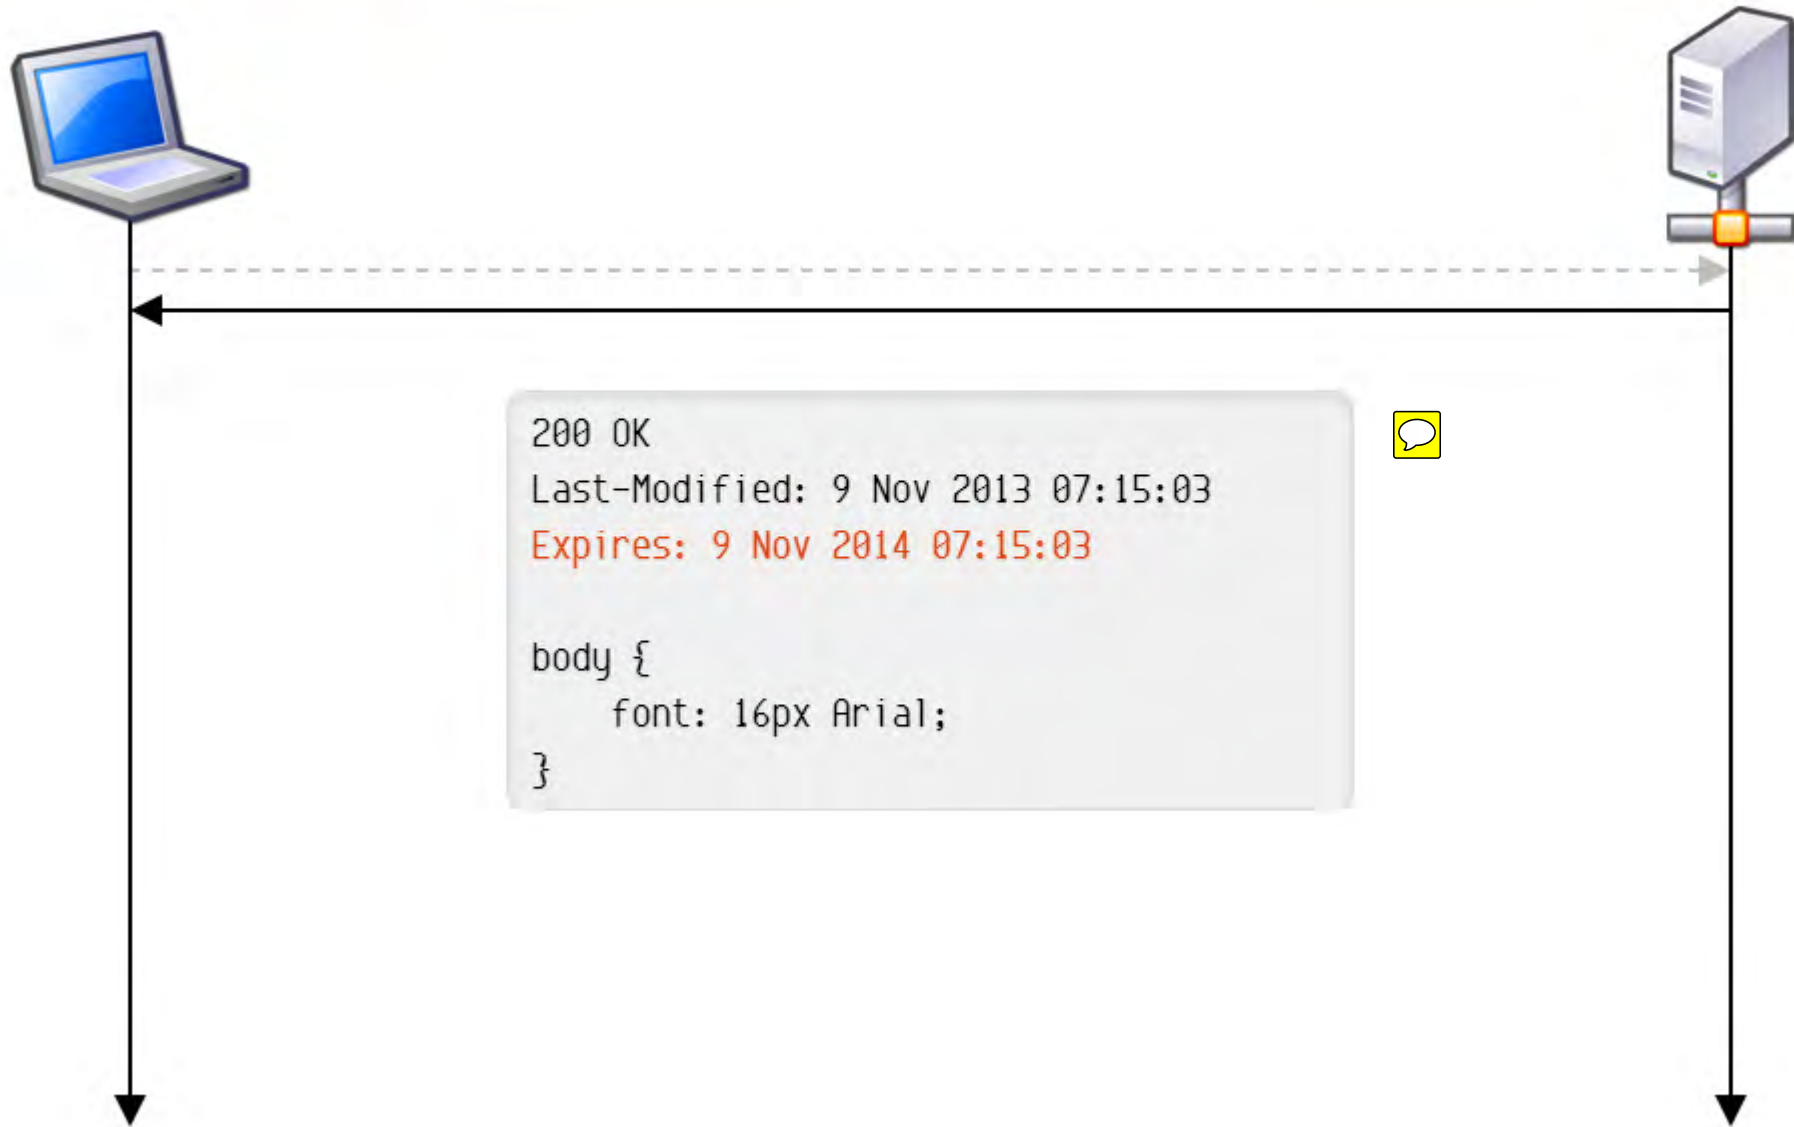 200 OK
Last-Modified: 9 Nov 2013 07:15:03
Expires: 9 Nov 2014 07:15:03
body {
    font: 16px Arial;
}